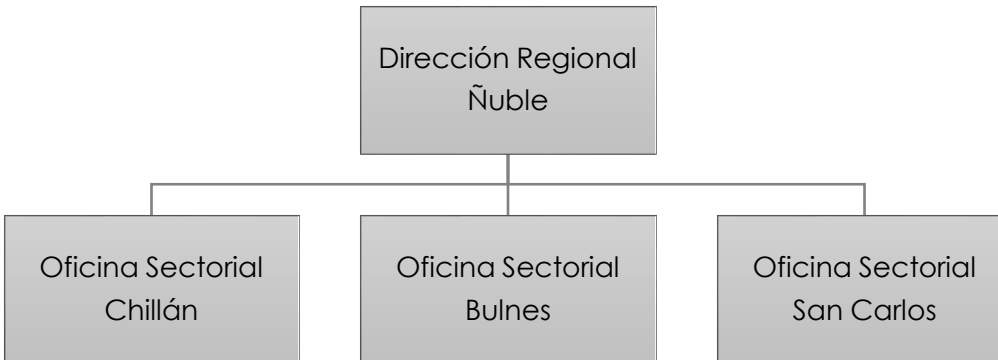 Dirección Regional
Ñuble
Oficina Sectorial
Chillán
Oficina Sectorial
Bulnes
Oficina Sectorial
San Carlos